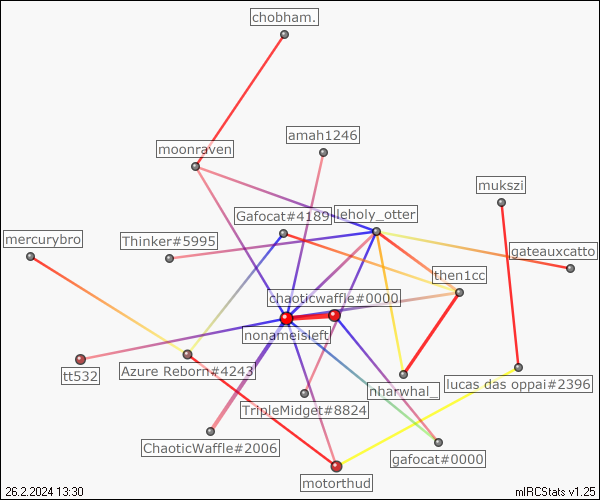 chobham.
amah1246
moonraven
mukszi
Gafocat#4189
leholy_otter
mercurybro
Thinker#5995
gateauxcatto
then1cc
chaoticwaffle#0000
nonameisleft
tt532
Azure Reborn#4243
nharwhal_
lucas das oppai#2396
TripleMidget#8824
ChaoticWaffle#2006
gafocat#0000
motorthud
26.2.2024 13:30
mIRCStats v1.25